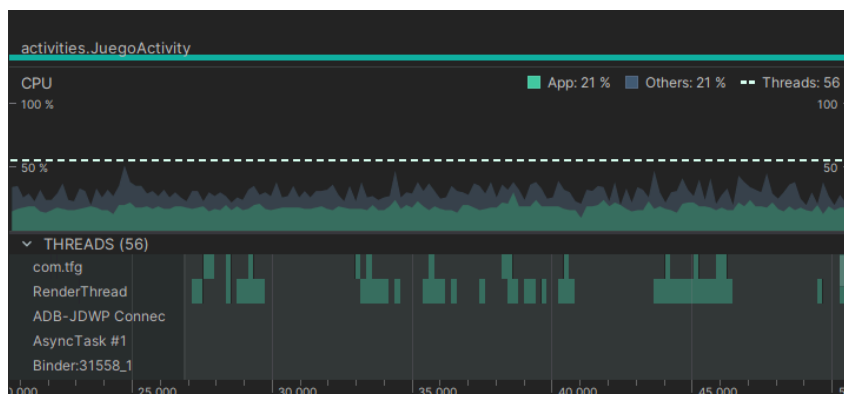 activities.JuegoActivity
CPU App: 21 % Others: 21 % Threads: 56
100 % 100
50 % 50
THREADS (56)
com.tfg
RenderThread
ADB-JDWP Connec
AsyncTask #1
Binder:31558_1
25.000 30.000 35.000 40.000 45.000